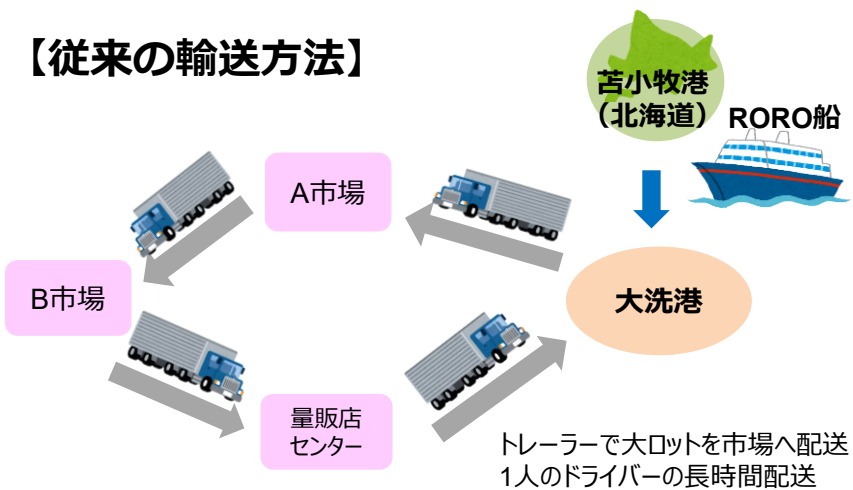 【従来の輸送方法】
苫小牧港
（北海道）
RORO船
A市場
B市場
大洗港
量販店
センター
トレーラーで大ロットを市場へ配送
1人のドライバーの長時間配送